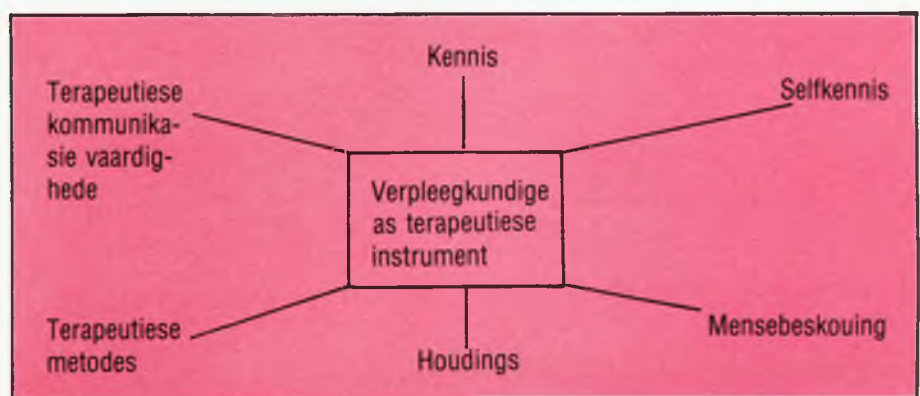 Kennis
Selfkennis
Terapeutiese
kommunika-
sie vaardig-
hede
Verpleegkundige
as terapeutiese
instrument
Terapeutiese
metodes
Houdings
Mensebeskouing